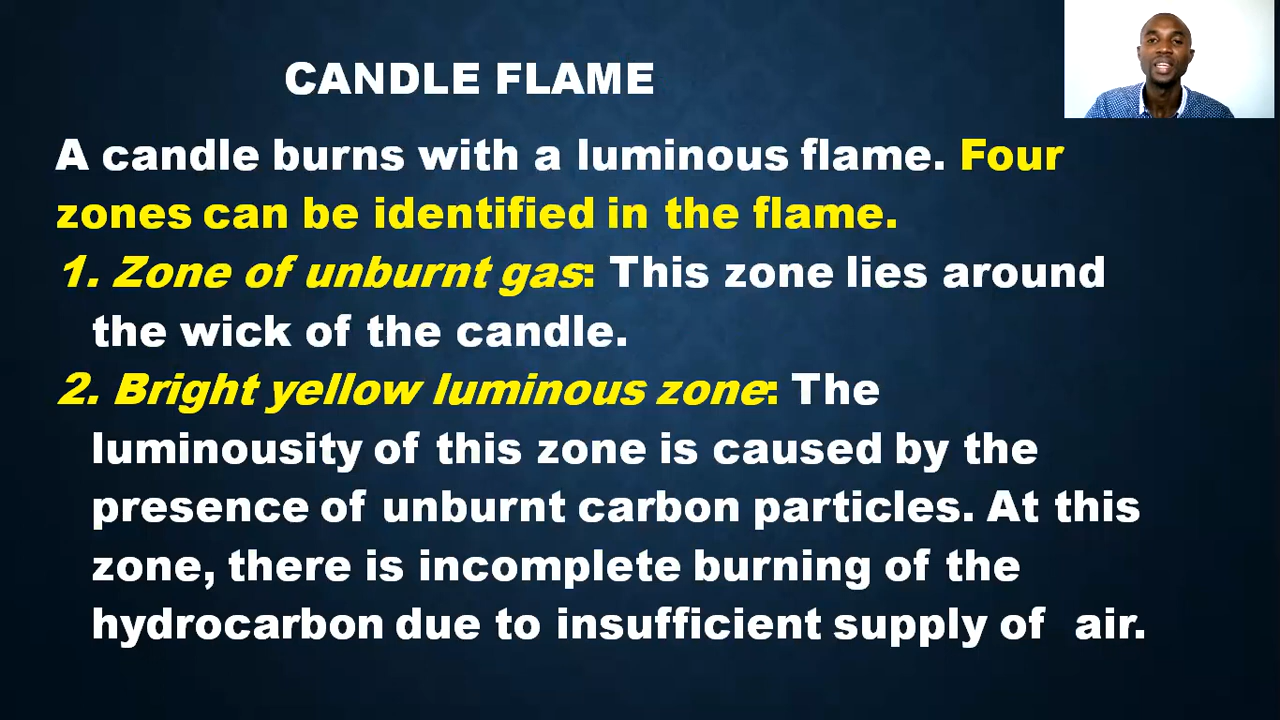 CANDLE FLAME
A candle burns with a luminous flame. Four
zones can be identified in the flame.
1. Zone of unburnt gas: This zone lies around
the wick of the candle.
2. Bright yellow luminous zone: The
luminousity of this zone is caused by the
presence of unburnt carbon particles. At this
zone, there is incomplete burning of the
hydrocarbon due to insufficient supply of air.